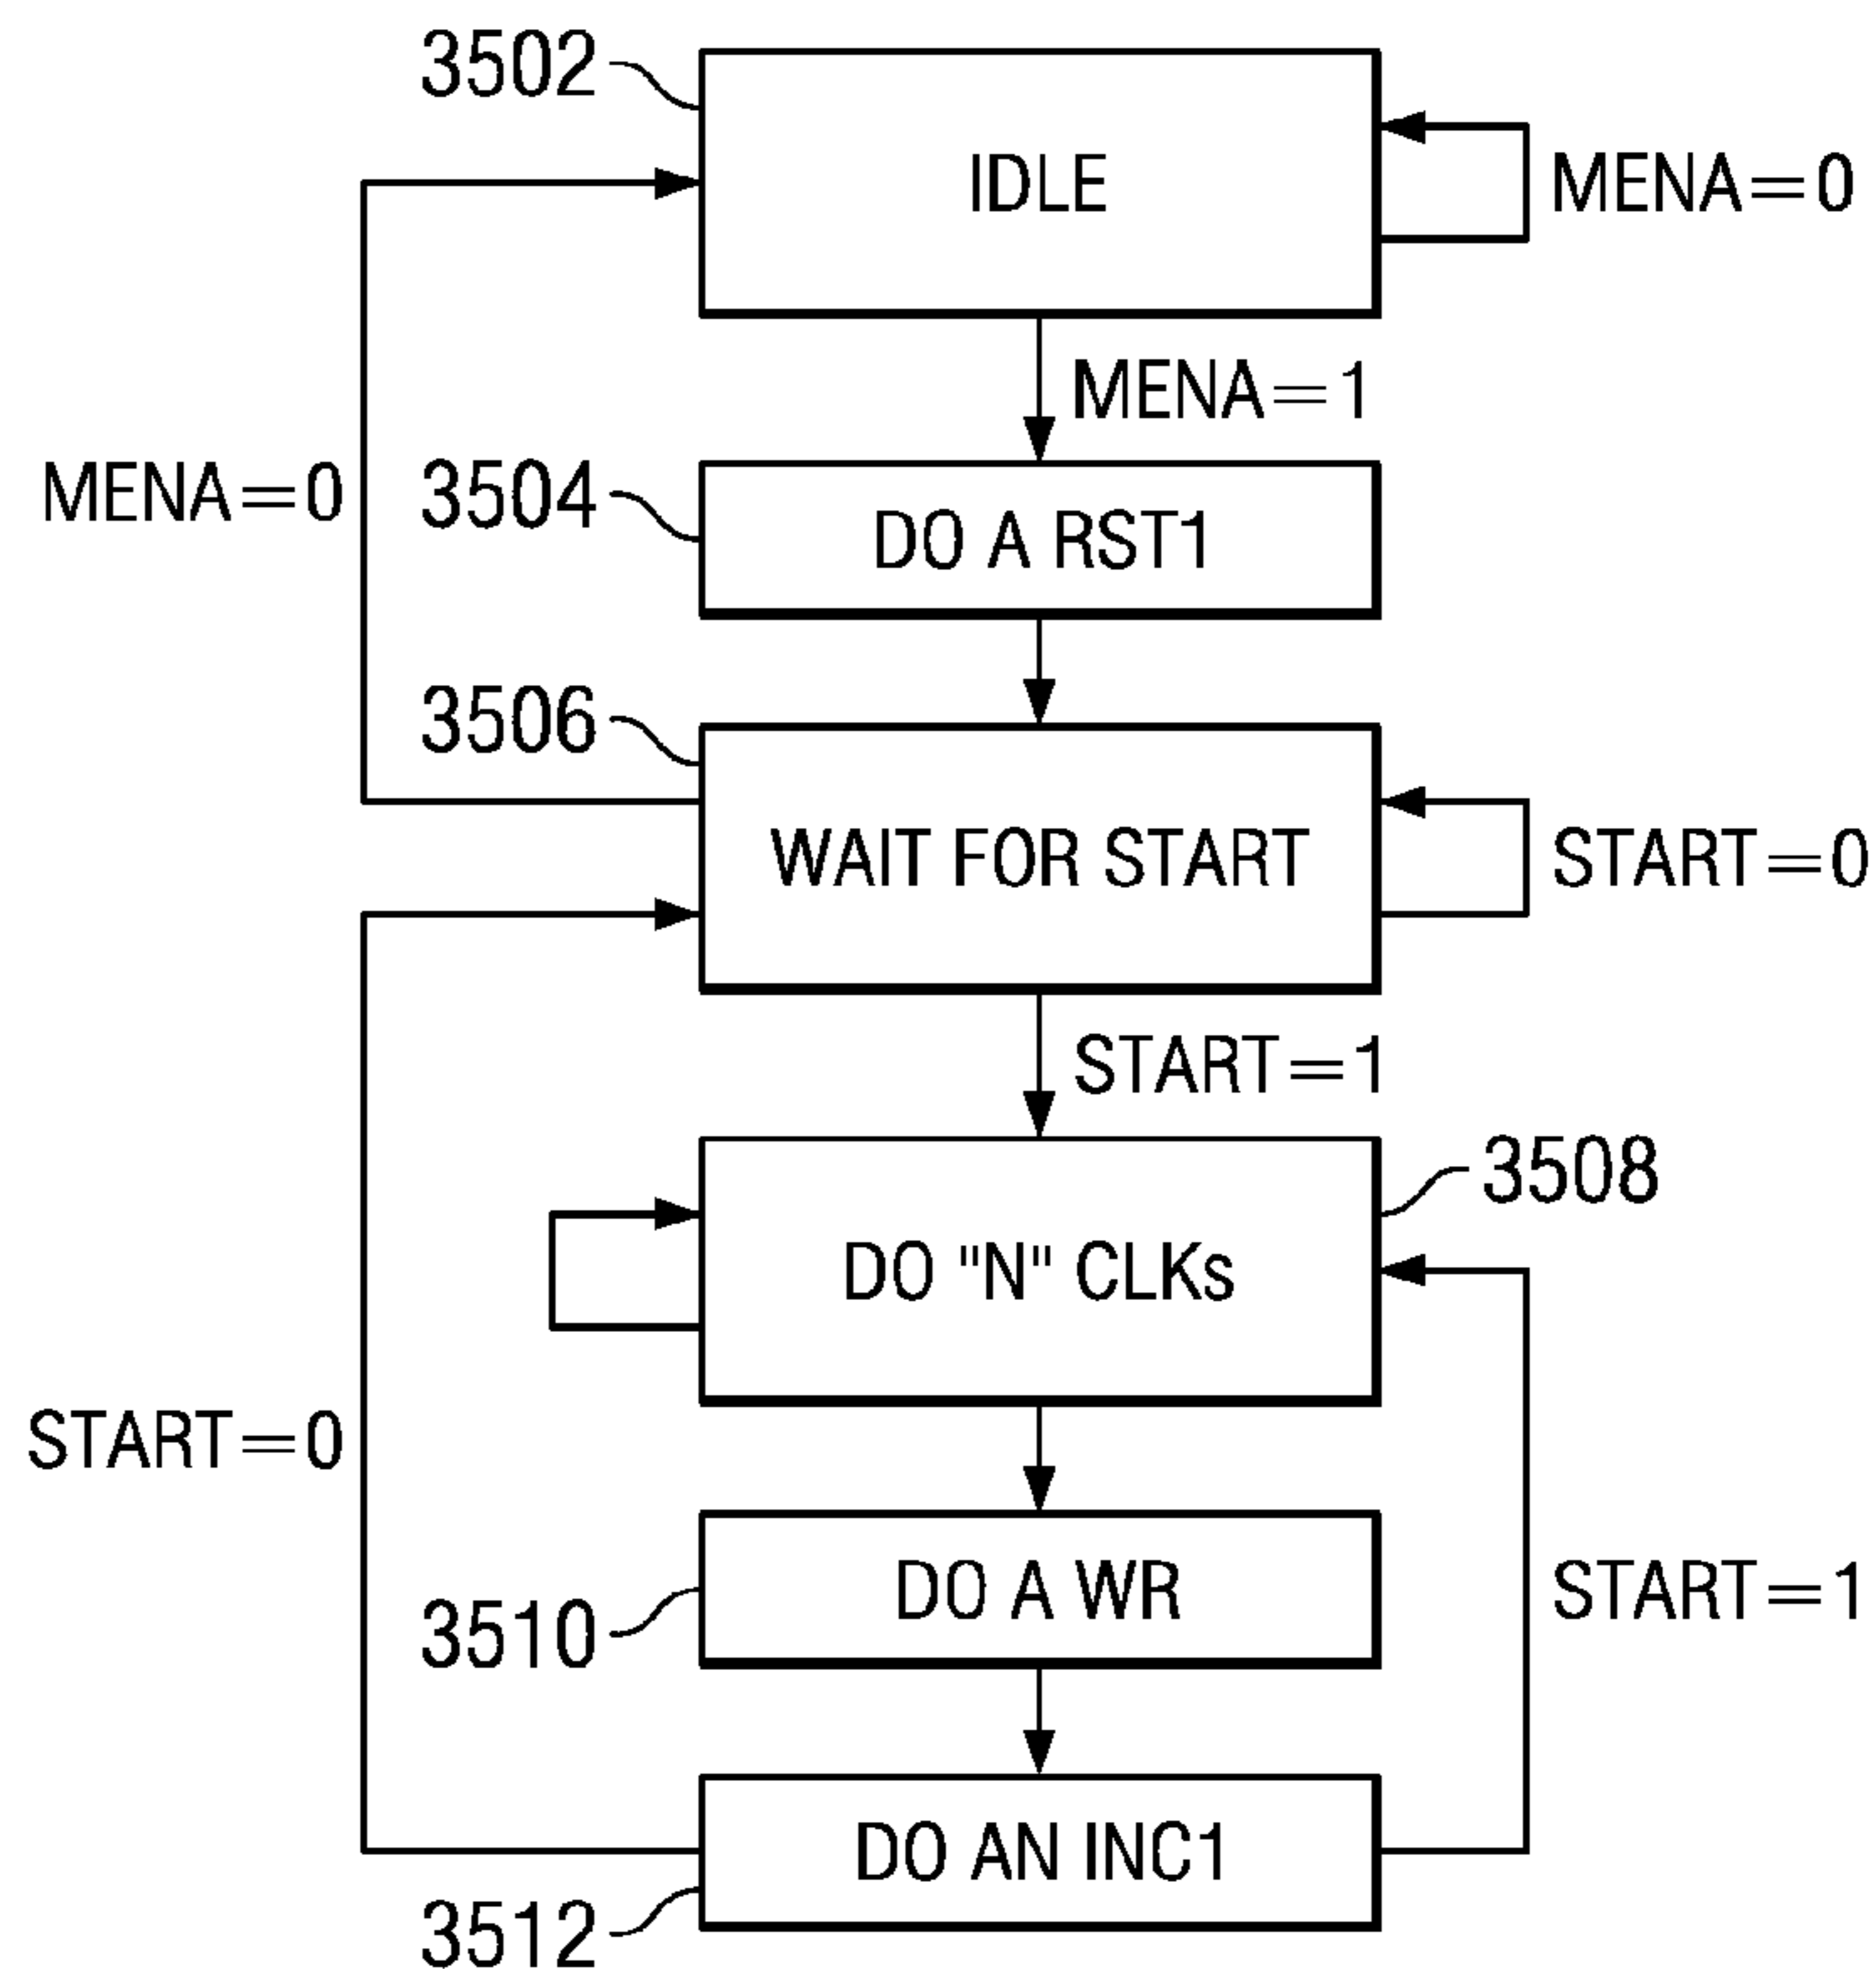 3502
IDLE
MENA=0
MENA=1
MENA=0
3504
DO A RST1
3506
WAIT FOR START
START=0
START=1
3508
DO "N" CLKs
START=0
DO A WR
3510
START=1
DO AN INC1
3512